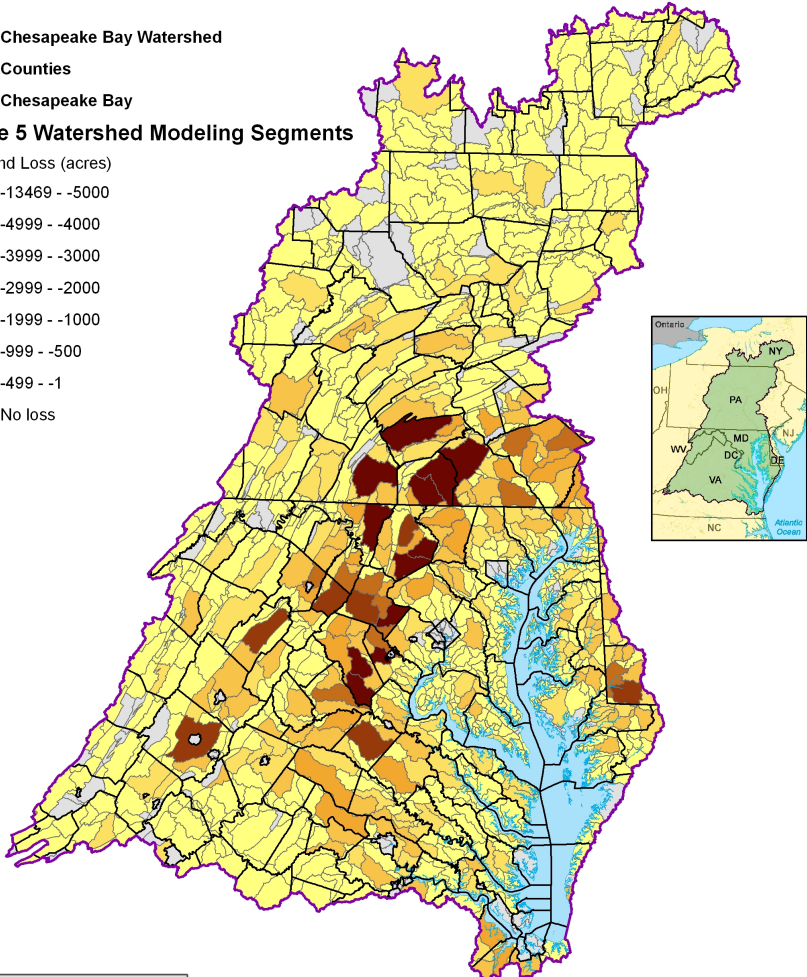 Chesapeake Bay Watershed
Counties
Chesapeake Bay
e 5 Watershed Modeling Segments
nd Loss (acres)
-13469 - -5000
-4999 - -4000
-3999 - -3000
-2999 - -2000
-1999 - -1000
-999 - -500
-499 - -1
No loss
Ontario
NY
OH
PA
NJ
MD
WV
DC
DE
VA
NC
Atlantic
Ocean